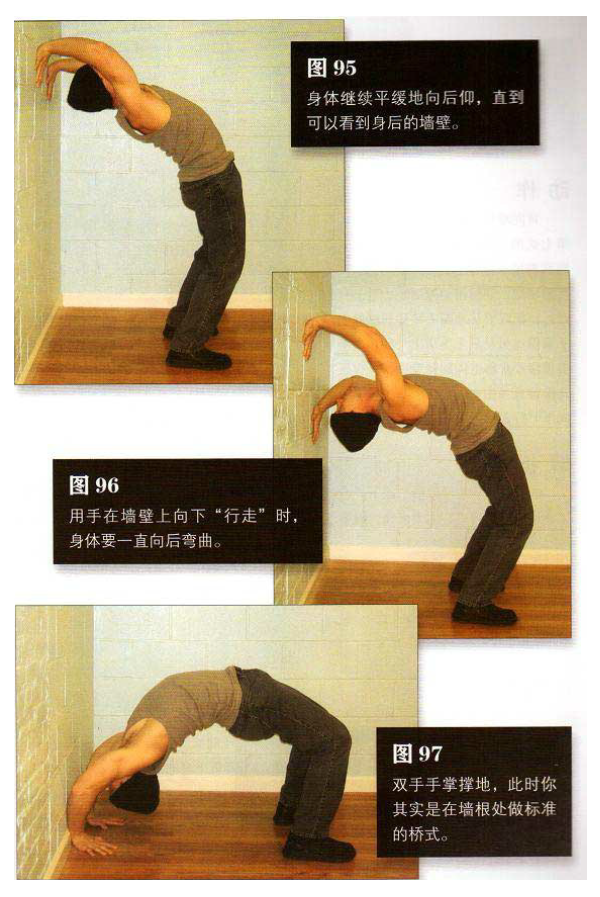 图 95
身体继续平缓地向后仰，直到
可以看到身后的墙壁。
图 96
用手在墙壁上向下“行走”时，
身体要一直向后弯曲。
图 97
双手手掌撑地，此时你
其实是在墙根处做标准
的桥式。